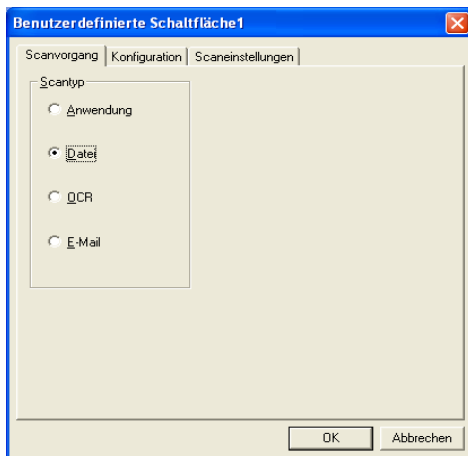 Benutzerdefinierte Schaltfläche1
Scanvorgang Konfiguration Scaneinstellungen
Scantyp
Anwendung
Datei
OCR
E-Mail
OK Abbrechen